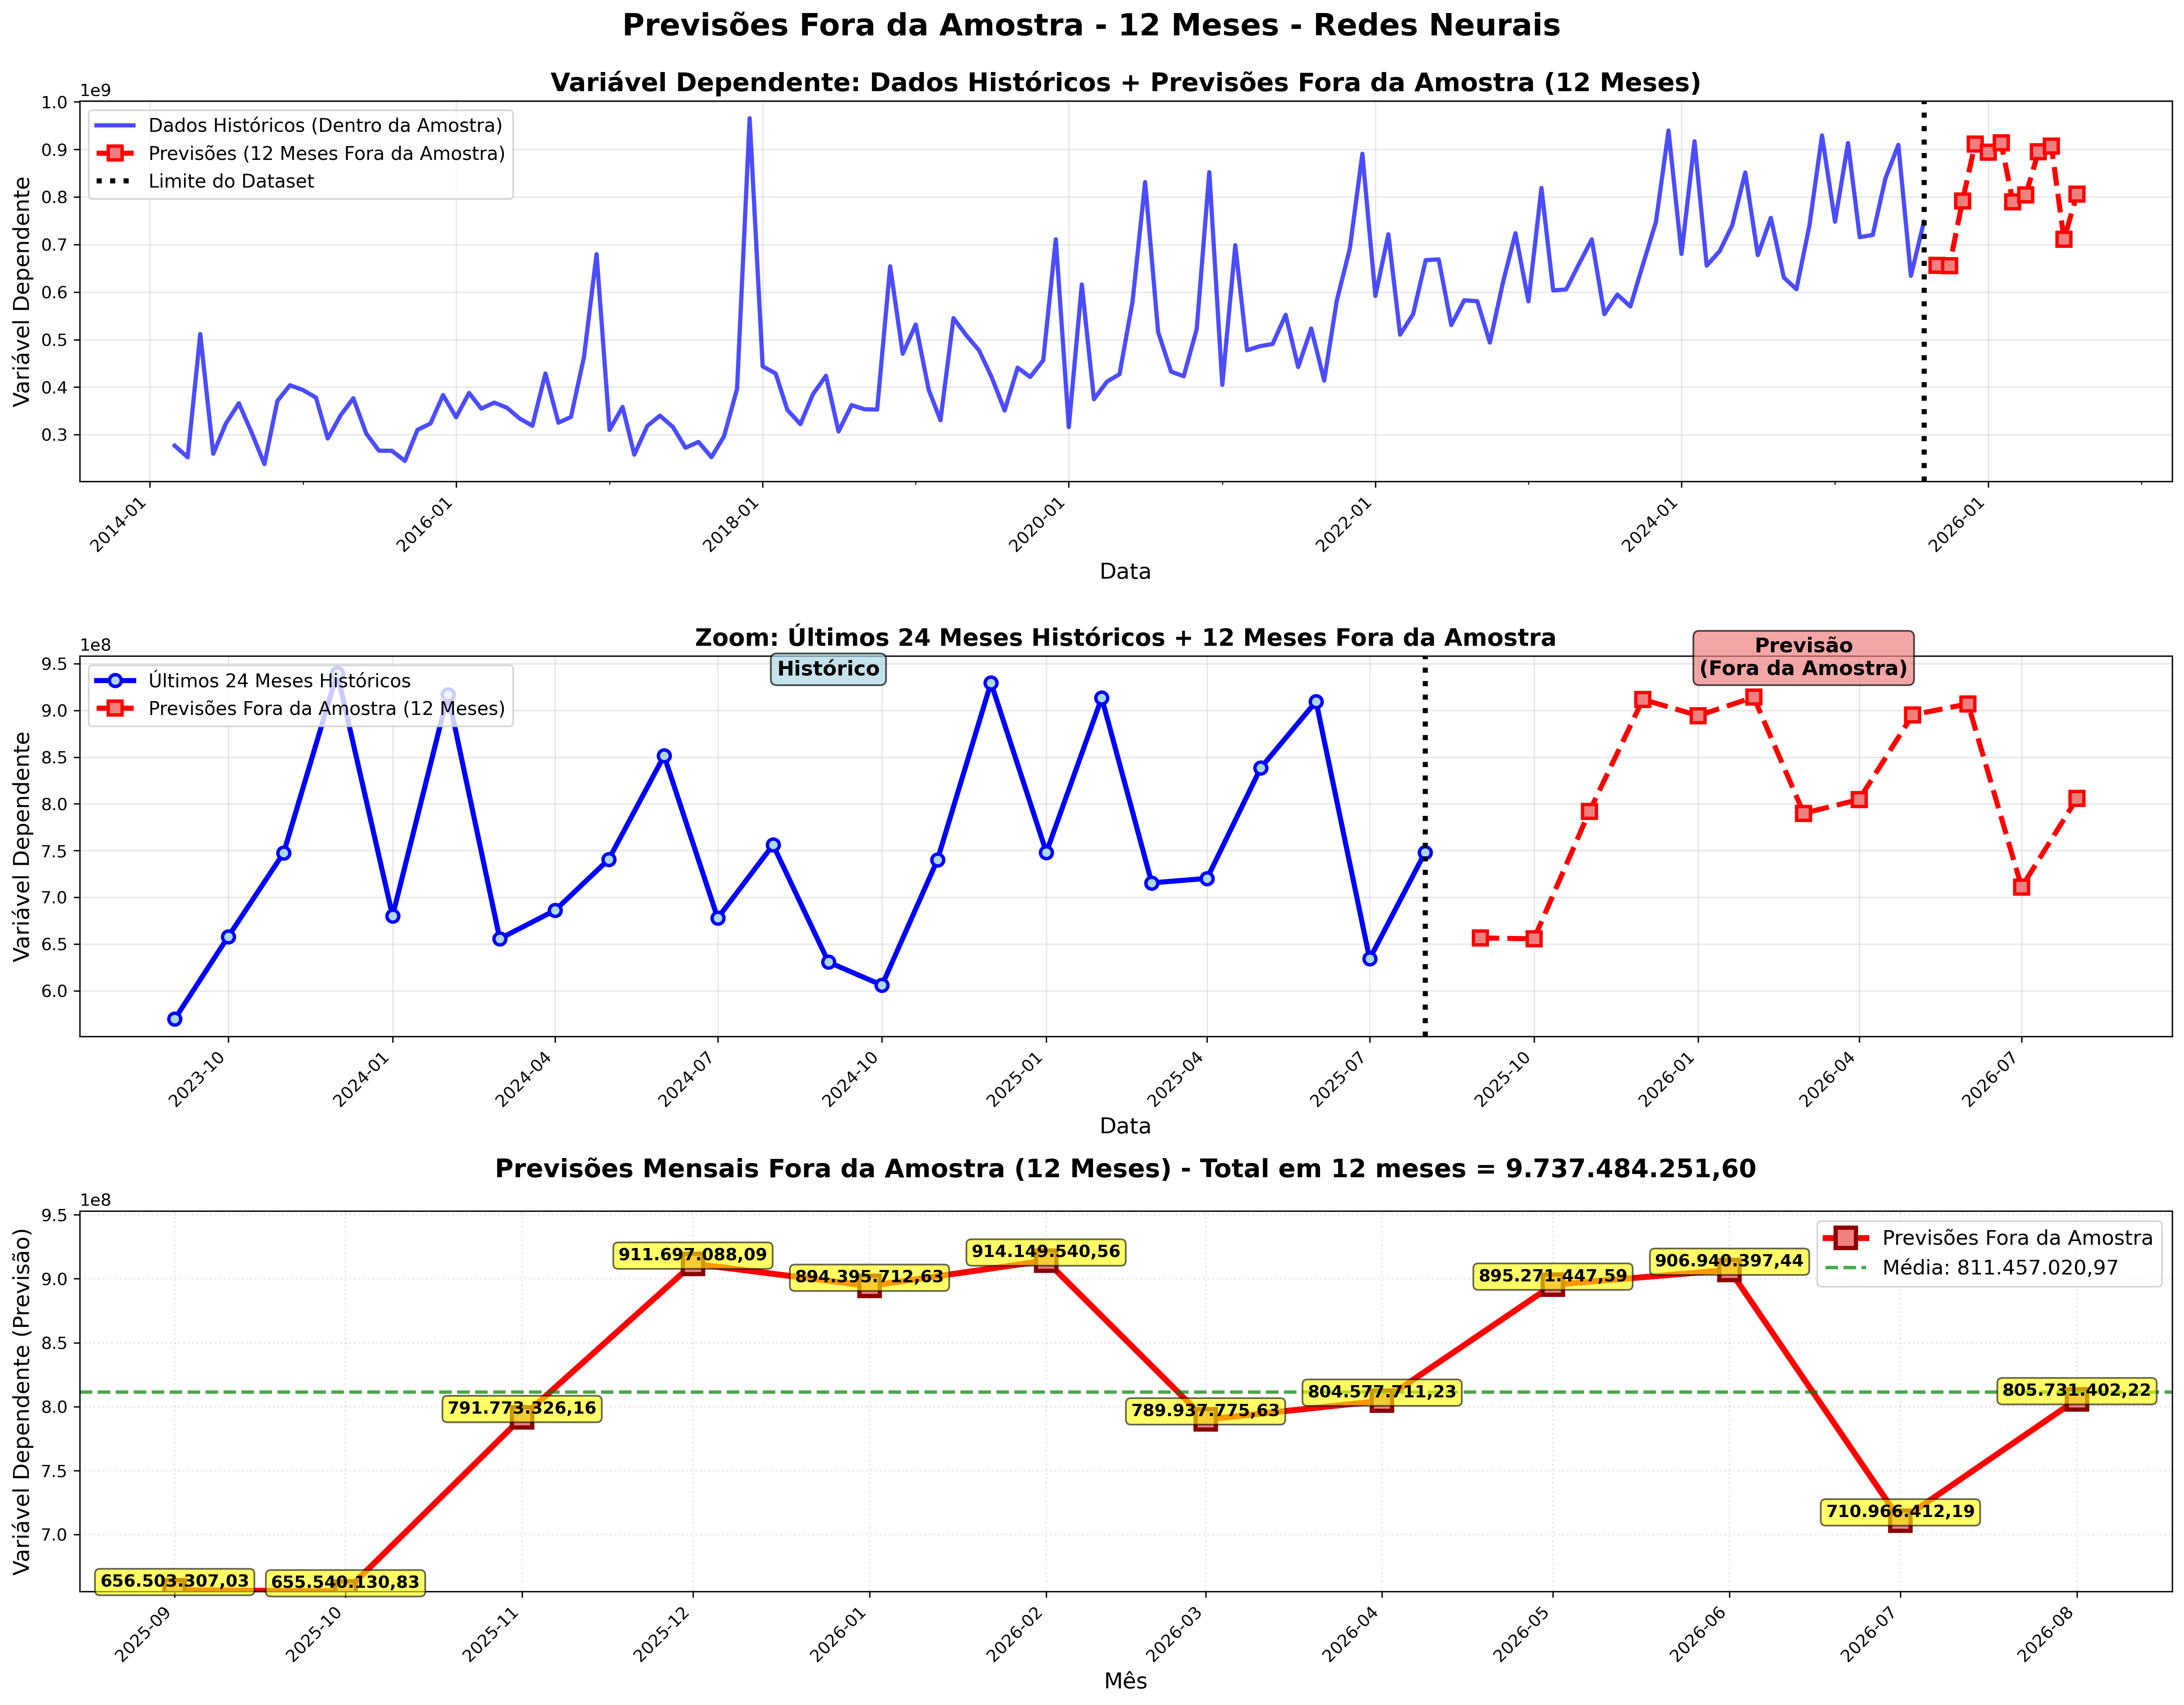 Previsões Fora da Amostra - 12 Meses - Redes Neurais
Variável Dependente: Dados Históricos + Previsões Fora da Amostra (12 Meses)
1e9
Dados Históricos (Dentro da Amostra)
Previsões (12 Meses Fora da Amostra)
Limite do Dataset
Variável Dependente
1.0
0.9
0.8
0.7
0.6
0.5
0.4
0.3
2014-01
2016-01
2018-01
2020-01
2022-01
2024-01
2026-01
Data
Zoom: Últimos 24 Meses Históricos + 12 Meses Fora da Amostra
1e8
Últimos 24 Meses Históricos
Previsões Fora da Amostra (12 Meses)
Histórico
Previsão
(Fora da Amostra)
Variável Dependente
9.5
9.0
8.5
8.0
7.5
7.0
6.5
6.0
2023-10
2024-01
2024-04
2024-07
2024-10
2025-01
2025-04
2025-07
2025-10
2026-01
2026-04
2026-07
Data
Previsões Mensais Fora da Amostra (12 Meses) - Total em 12 meses = 9.737.484.251,60
1e8
Previsões Fora da Amostra
Média: 811.457.020,97
Variável Dependente (Previsão)
9.5
9.0
8.5
8.0
7.5
7.0
656.503.307,03
655.540.130,83
791.773.326,16
911.697.088,09
894.395.712,63
914.149.540,56
789.937.775,63
804.577.711,23
895.271.447,59
906.940.397,44
710.966.412,19
805.731.402,22
2025-09
2025-10
2025-11
2025-12
2026-01
2026-02
2026-03
2026-04
2026-05
2026-06
2026-07
2026-08
Mês